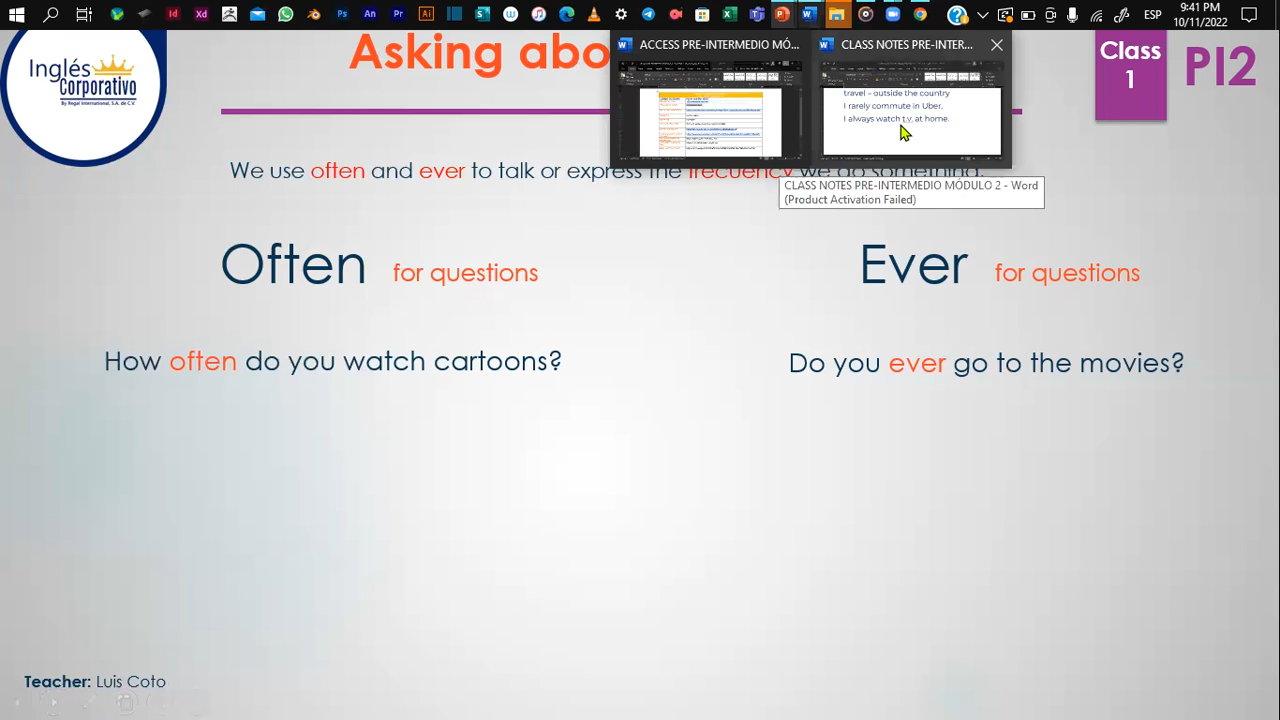 9:41 PM
ESP
10/11/2022
ACCESS PRE-INTERMEDIO MÓ...
CLASS NOTES PRE-INTER...
travel – outside the country
I rarely commute in Uber.
I always watch t.v. at home.
CLASS NOTES PRE-INTERMEDIO MÓDULO 2 - Word
(Product Activation Failed)
Inglés
Corporativo
By Regal International, S.A. de C.V.
Asking abo
Class
1
PI2
We use often and ever to talk or express the frecuency we do something.
Often for questions
Ever for questions
How often do you watch cartoons?
Do you ever go to the movies?
Teacher: Luis Coto